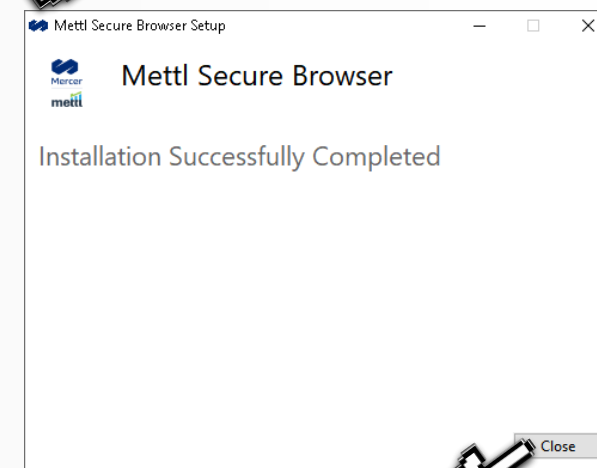 Mettl Secure Browser Setup
Mercer
mettl
Mettl Secure Browser
Installation Successfully Completed
Close